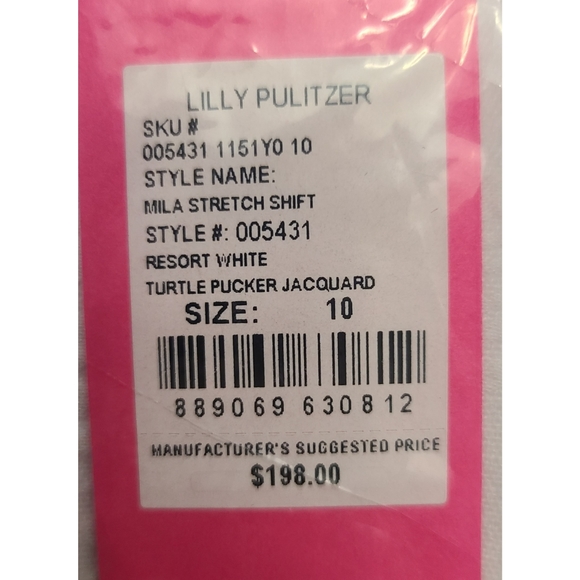 LILLY PULITZER
SKU #
005431 1151Y0 10
STYLE NAME:
MILA STRETCH SHIFT
STYLE #: 005431
RESORT WHITE
TURTLE PUCKER JACQUARD
SIZE: 10
889069 630812
MANUFACTURER'S SUGGESTED PRICE
$198.00